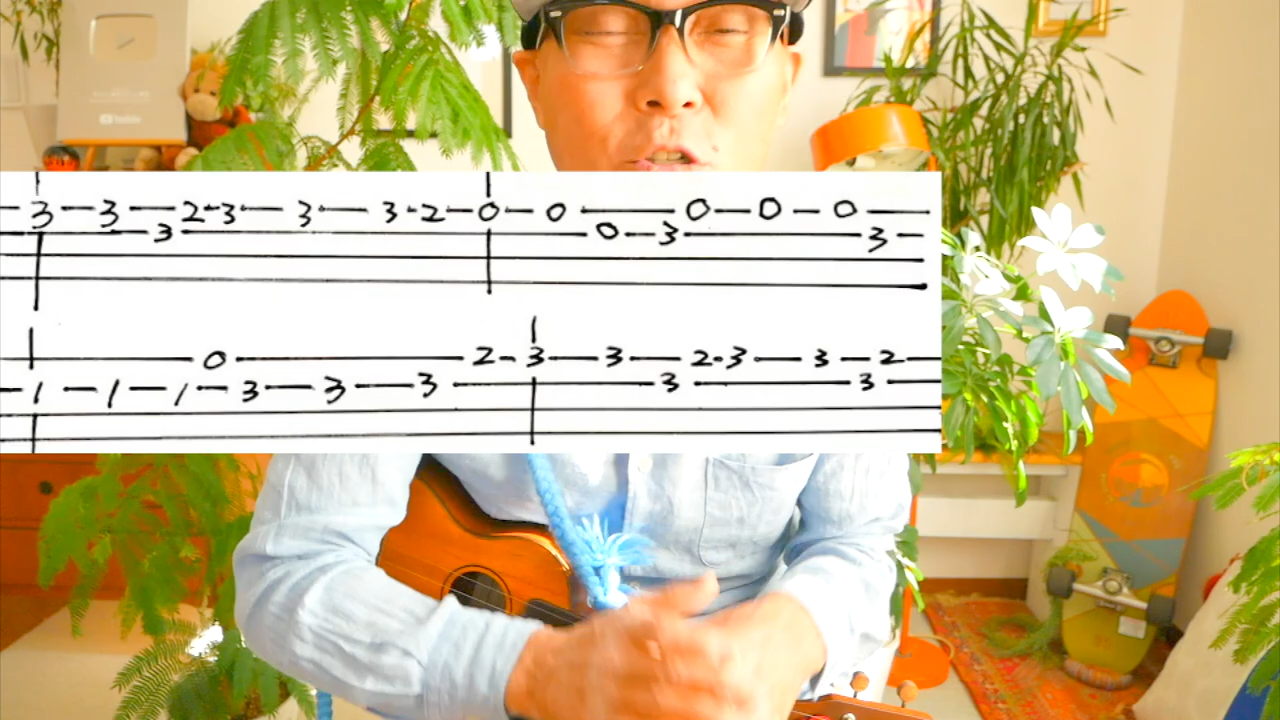 3 3 2 3 3 3 2 0 0 0 0 0
3 0 3 3
0 2 3 3 2 3 3 2
1 1 1 3 3 3 3 3